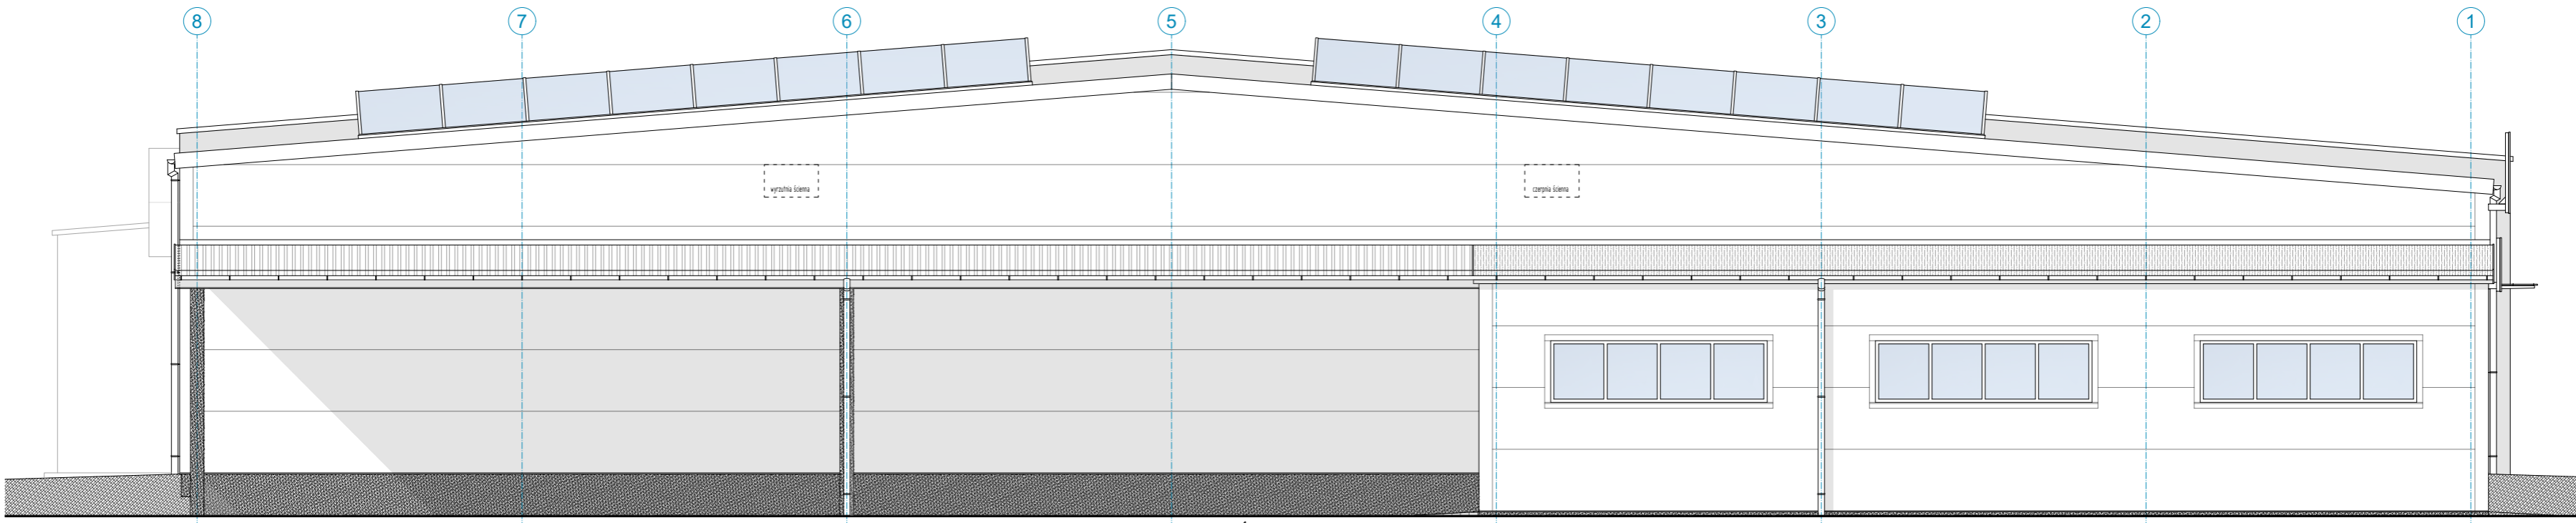 8 7 6 5 4 3 2 1
wyrzutnia ścienna czerpnia ścienna